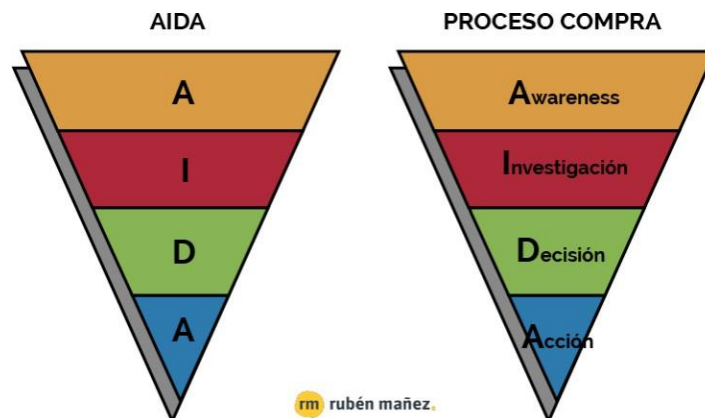 AIDA
A
I
D
A
PROCESO COMPRA
Awareness
Investigación
Decisión
Acción
rm rubén mañez.